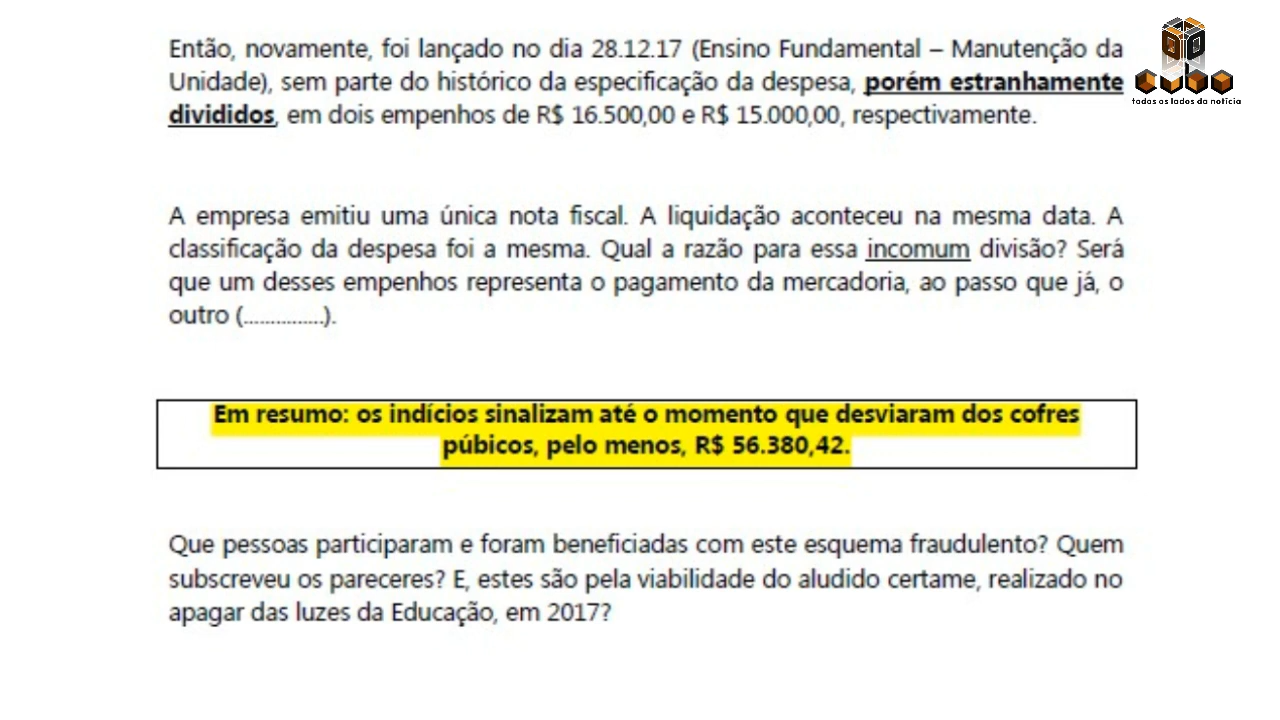 Então, novamente, foi lançado no dia 28.12.17 (Ensino Fundamental – Manutenção da
Unidade), sem parte do histórico da especificação da despesa, porém estranhamente
divididos, em dois empenhos de R$ 16.500,00 e R$ 15.000,00, respectivamente.
A empresa emitiu uma única nota fiscal. A liquidação aconteceu na mesma data. A
classificação da despesa foi a mesma. Qual a razão para essa incomum divisão? Será
que um desses empenhos representa o pagamento da mercadoria, ao passo que já, o
outro (...............).
Em resumo: os indícios sinalizam até o momento que desviaram dos cofres
púbicos, pelo menos, R$ 56.380,42.
Que pessoas participaram e foram beneficiadas com este esquema fraudulento? Quem
subscreveu os pareceres? E, estes são pela viabilidade do aludido certame, realizado no
apagar das luzes da Educação, em 2017?
todos os lados da notícia